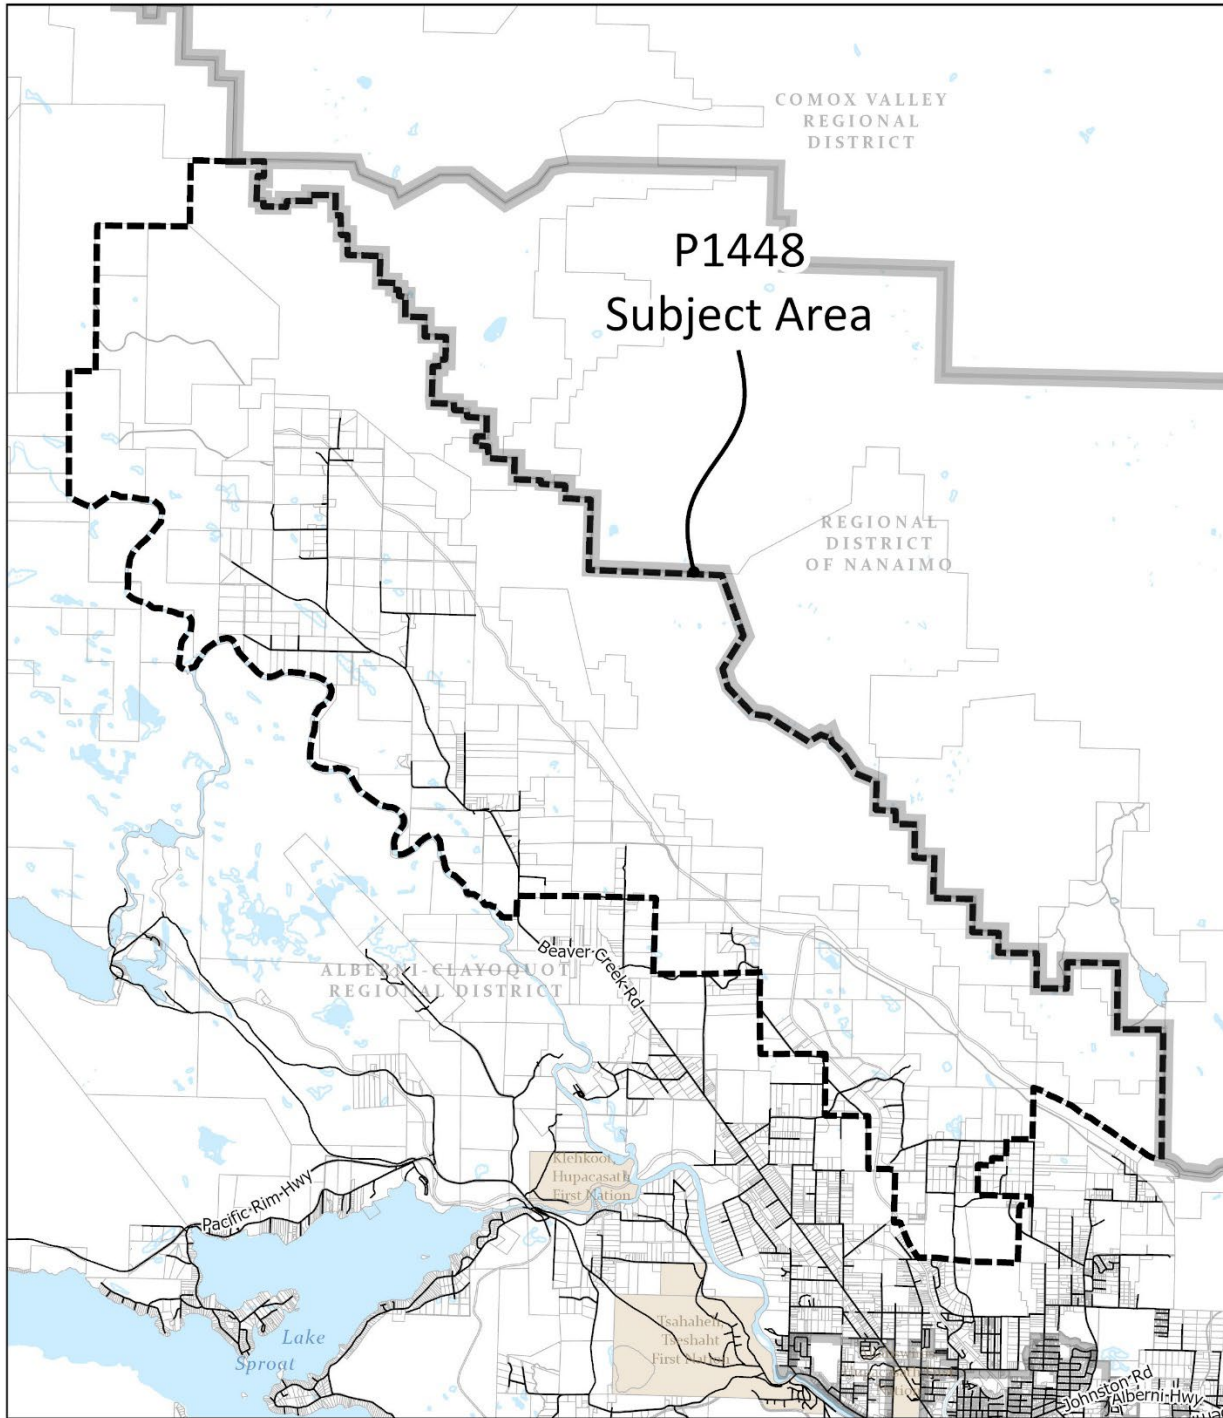 COMOX VALLEY
REGIONAL
DISTRICT
P1448
Subject Area
REGIONAL
DISTRICT
OF NANAIMO
Beaver Creek Rd
ALBERNI-CLAYOQUOT
REGIONAL DISTRICT
Klehkoot,
Hupacasath
First Nation
Pacific Rim Hwy
Tsahaheh,
Tseshaht
First Nation
Lake
Sproat
Johnston Rd
Alberni Hwy